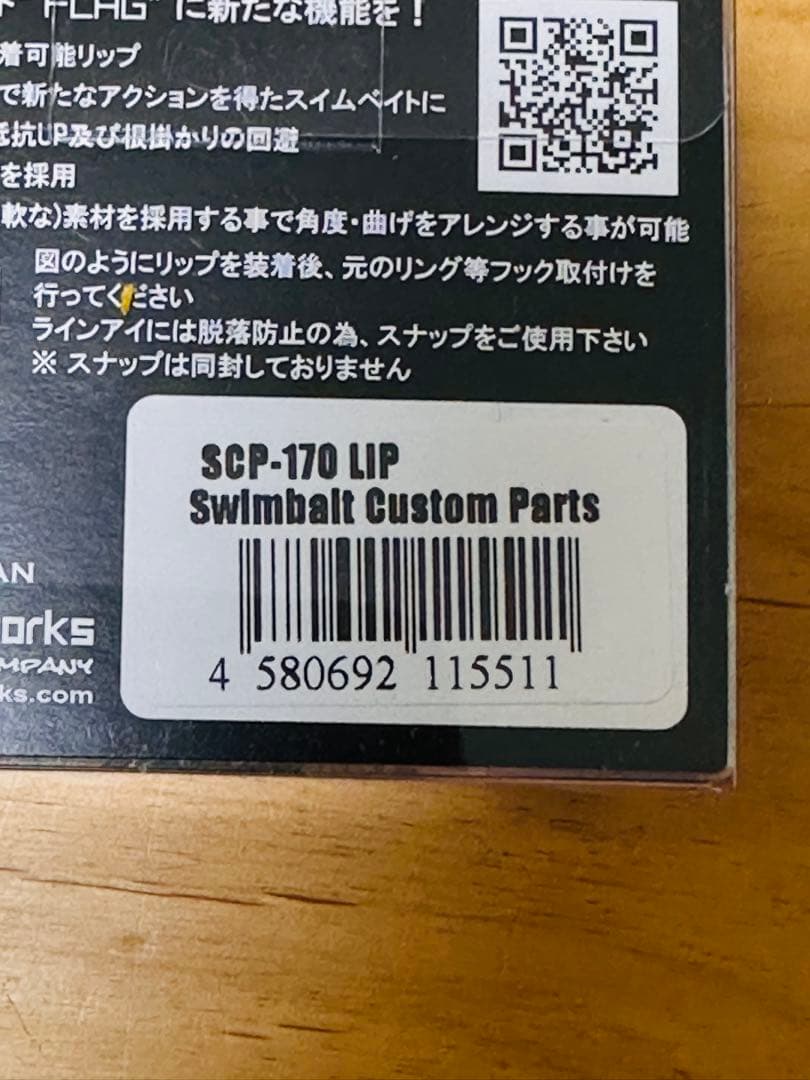 "FLAG"に新たな機能を！
着可能リップ
で新たなアクションを得たスイムベイトに
抵抗UP及び根掛かりの回避
を採用
軟な)素材を採用する事で角度・曲げをアレンジする事が可能
図のようにリップを装着後、元のリング等フック取付けを
行ってください
ラインアイには脱落防止の為、スナップをご使用下さい
※ スナップは同封しておりません
SCP-170 LIP
Swimbait Custom Parts
4 580692 115511
AN
orks
OMPANY
ks.com